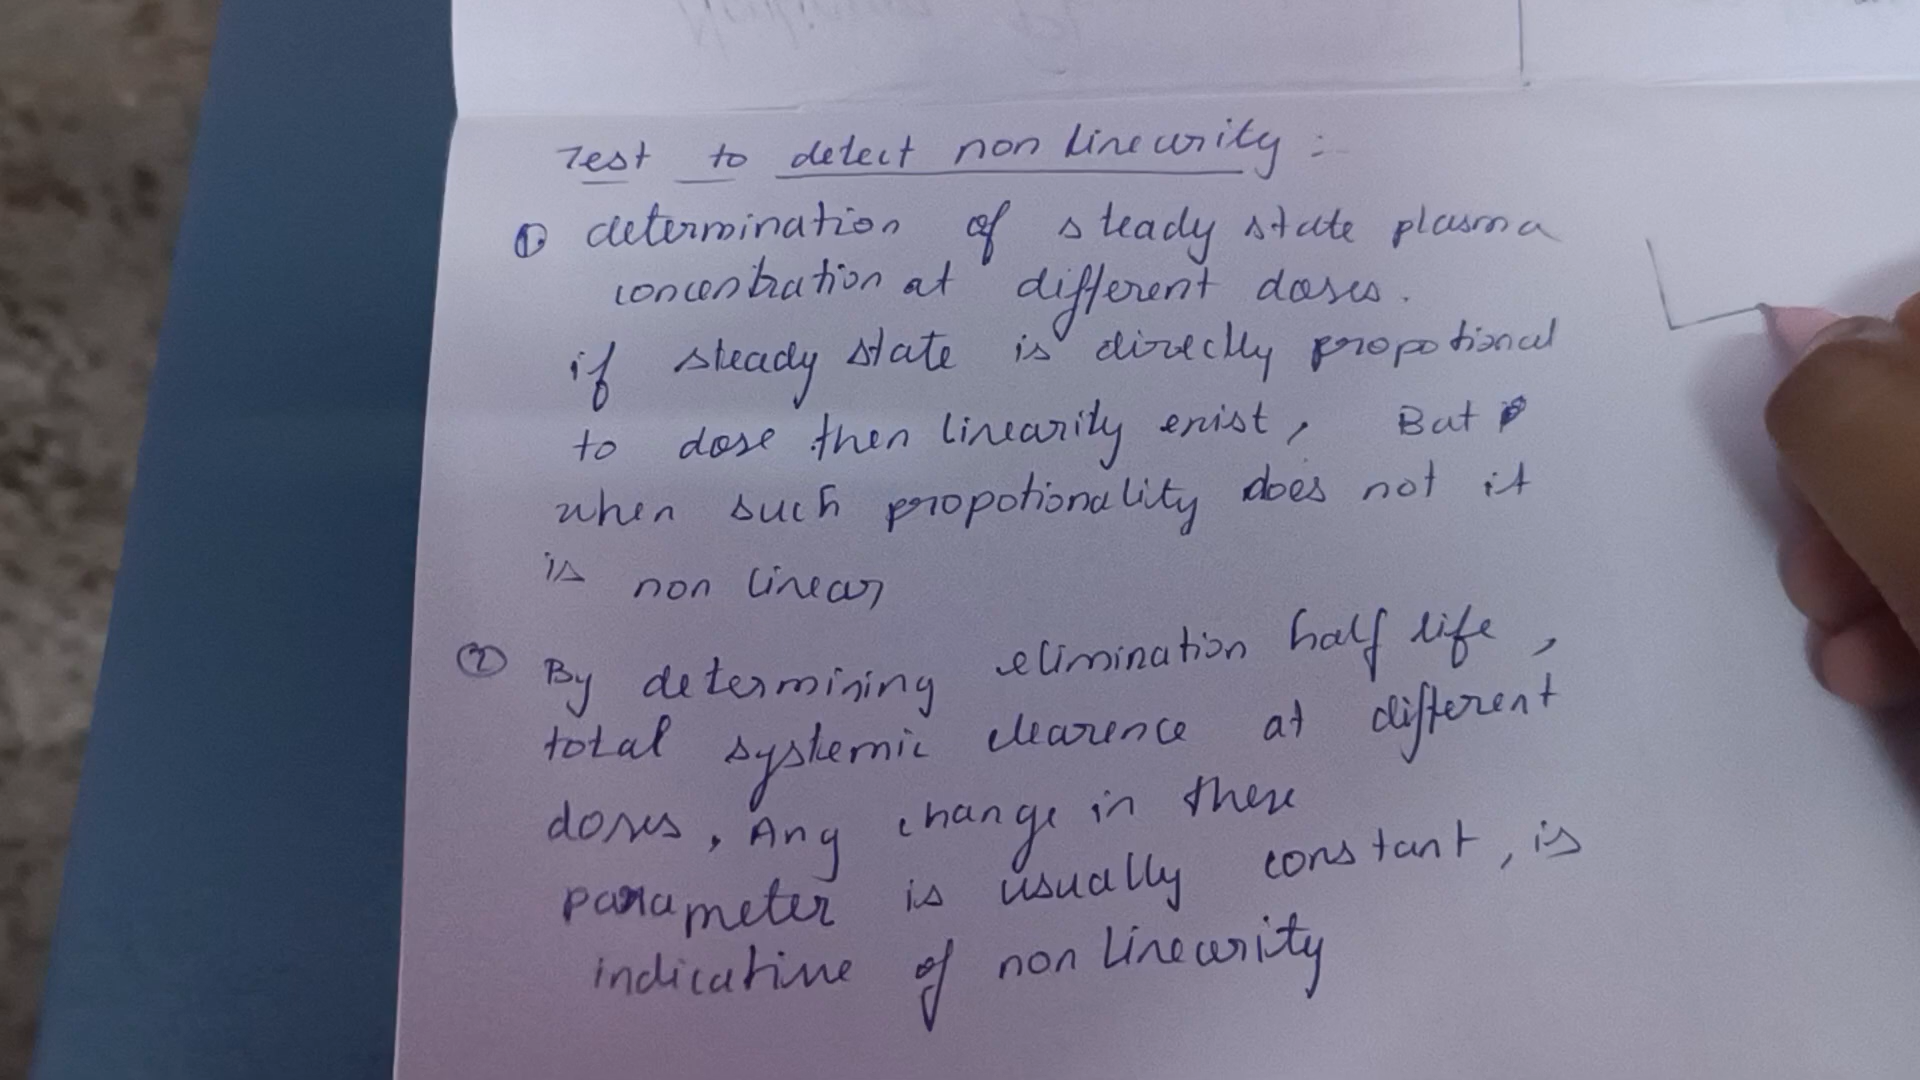 Test to detect non linearity :
① determination of steady state plasma
concentration at different doses.
if steady state is directly propotional
to dose then linearity exist, But
when such propotionality does not it
is non linear
② By determining elimination half life,
total systemic clearence at different
doses, Any change in these
parameter is usually constant, is
indicative of non linearity